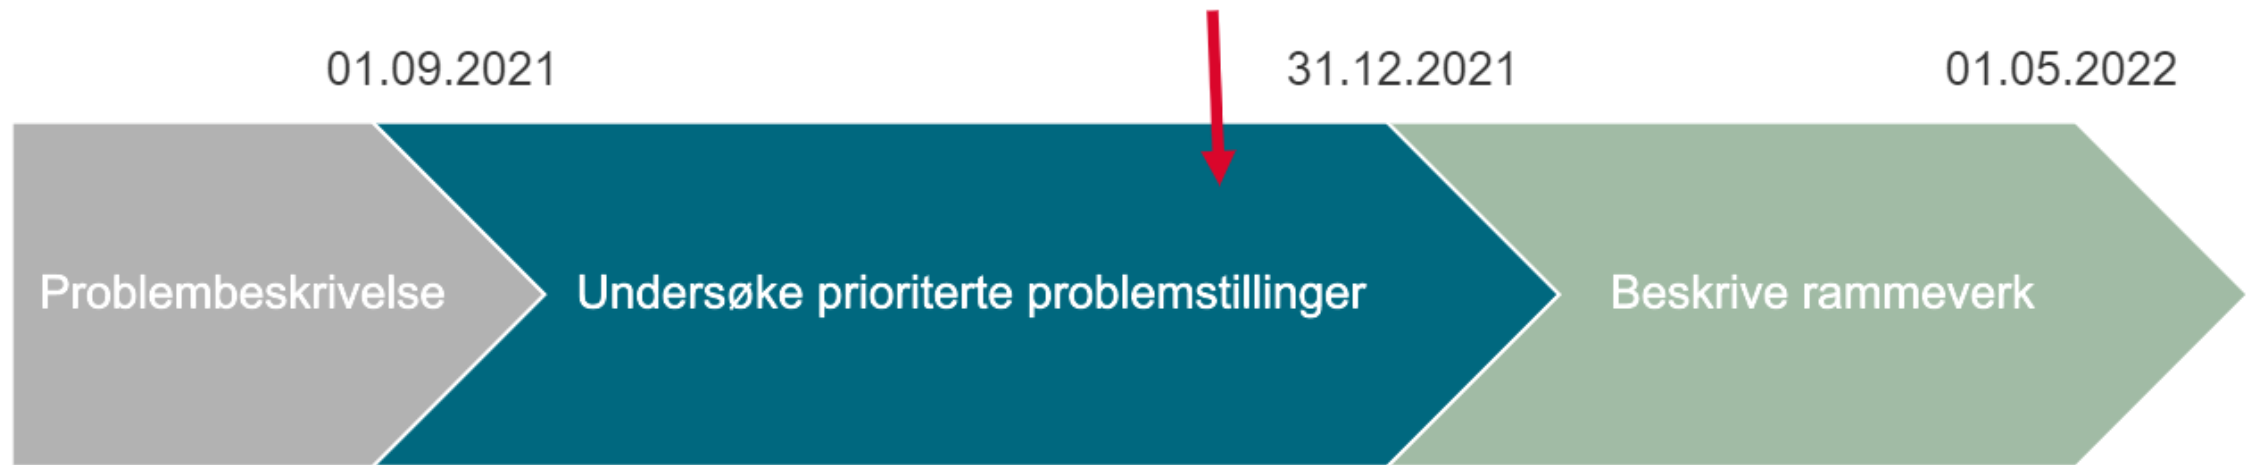 01.09.2021
31.12.2021
01.05.2022
Problembeskrivelse
Undersøke prioriterte problemstillinger
Beskrive rammeverk